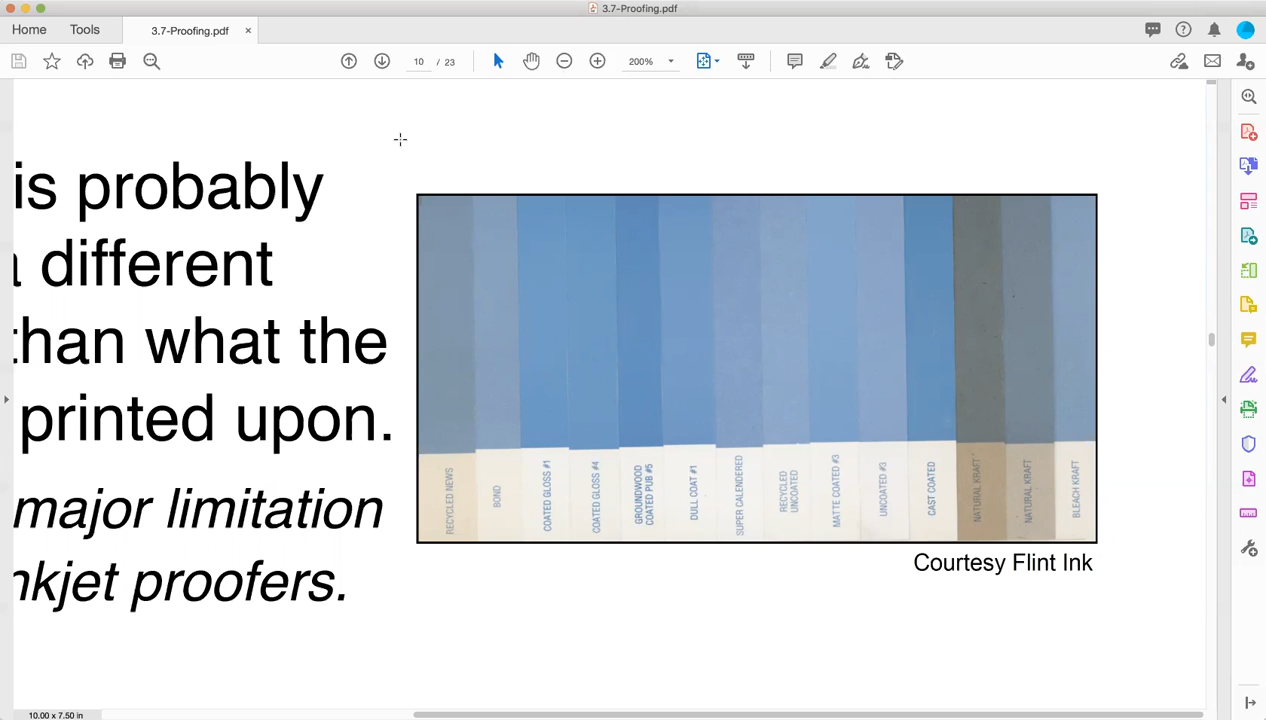 3.7-Proofing.pdf
Home
Tools
3.7-Proofing.pdf
10 / 23
200%
is probably
different
than what the
printed upon.
major limitation
nkjet proofers.
RECYCLED NEWS
BOND
COATED GLOSS #1
COATED GLOSS #4
GROUNDWOOD
COATED PUB #5
DULL COAT #1
SUPER CALENDERED
RECYCLED
UNCOATED
MATTE COATED #3
UNCOATED #3
CAST COATED
NATURAL KRAFT
NATURAL KRAFT
BLEACH KRAFT
Courtesy Flint Ink
10.00 x 7.50 in